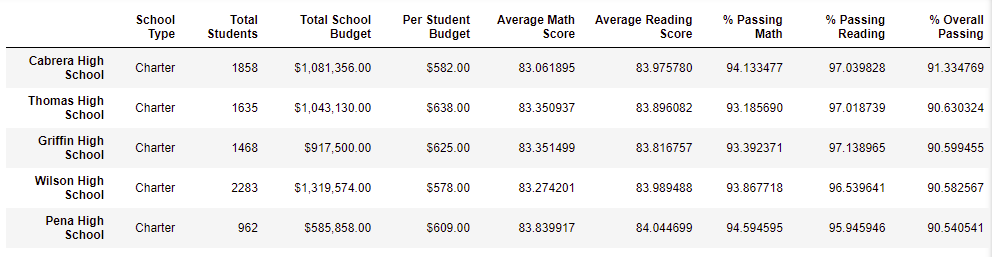 School Type Total Students Total School Budget Per Student Budget Average Math Score Average Reading Score % Passing Math % Passing Reading % Overall Passing
Cabrera High School Charter 1858 $1,081,356.00 $582.00 83.061895 83.975780 94.133477 97.039828 91.334769
Thomas High School Charter 1635 $1,043,130.00 $638.00 83.350937 83.896082 93.185690 97.018739 90.630324
Griffin High School Charter 1468 $917,500.00 $625.00 83.351499 83.816757 93.392371 97.138965 90.599455
Wilson High School Charter 2283 $1,319,574.00 $578.00 83.274201 83.989488 93.867718 96.539641 90.582567
Pena High School Charter 962 $585,858.00 $609.00 83.839917 84.044699 94.594595 95.945946 90.540541